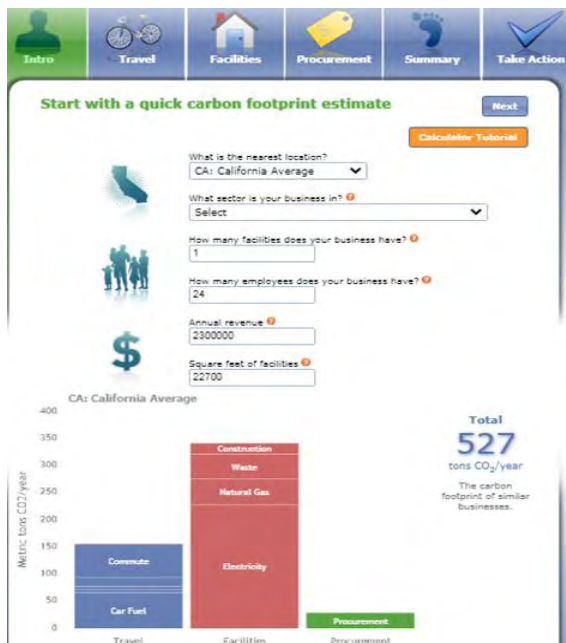 Intro
Travel
Facilities
Procurement
Summary
Take Action
Start with a quick carbon footprint estimate
Next
Calculator Tutorial
What is the nearest location?
CA: California Average
What sector is your business in?
Select
How many facilities does your business have?
1
How many employees does your business have?
24
Annual revenue
2300000
$
Square feet of facilities
22700
CA: California Average
Metric tons CO2/year
400
350
300
250
200
150
100
50
0
Commute
Car Fuel
Construction
Waste
Natural Gas
Electricity
Procurement
Travel
Facilities
Procurement
Total
527
tons CO₂/year
The carbon
footprint of similar
businesses.